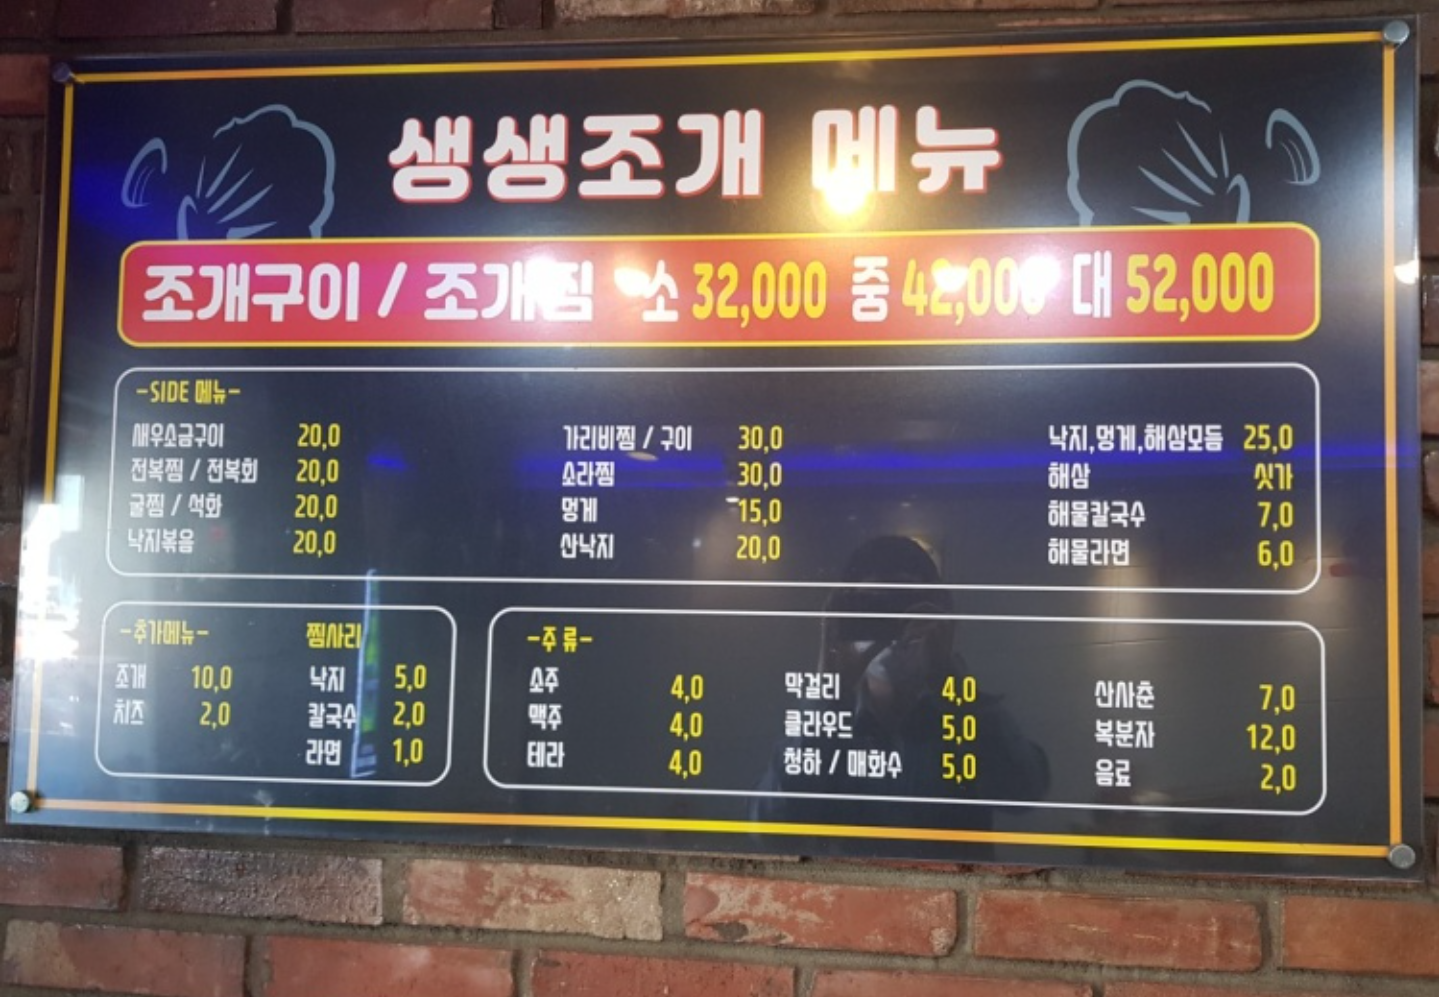 생생조개 메뉴
조개구이 / 조개찜 소 32,000 중 42,000 대 52,000
-SIDE 메뉴-
새우소금구이 20,0 가리비찜 / 구이 30,0 낙지,멍게,해삼모듬 25,0
전복찜 / 전복회 20,0 소라찜 30,0 해삼 싯가
굴찜 / 석화 20,0 멍게 15,0 해물칼국수 7,0
낙지볶음 20,0 산낙지 20,0 해물라면 6,0
-추가메뉴- 찜사리
조개 10,0 낙지 5,0
치즈 2,0 칼국수 2,0
라면 1,0
-주 류-
소주 4,0 막걸리 4,0 산사춘 7,0
맥주 4,0 클라우드 5,0 복분자 12,0
테라 4,0 청하 / 매화수 5,0 음료 2,0